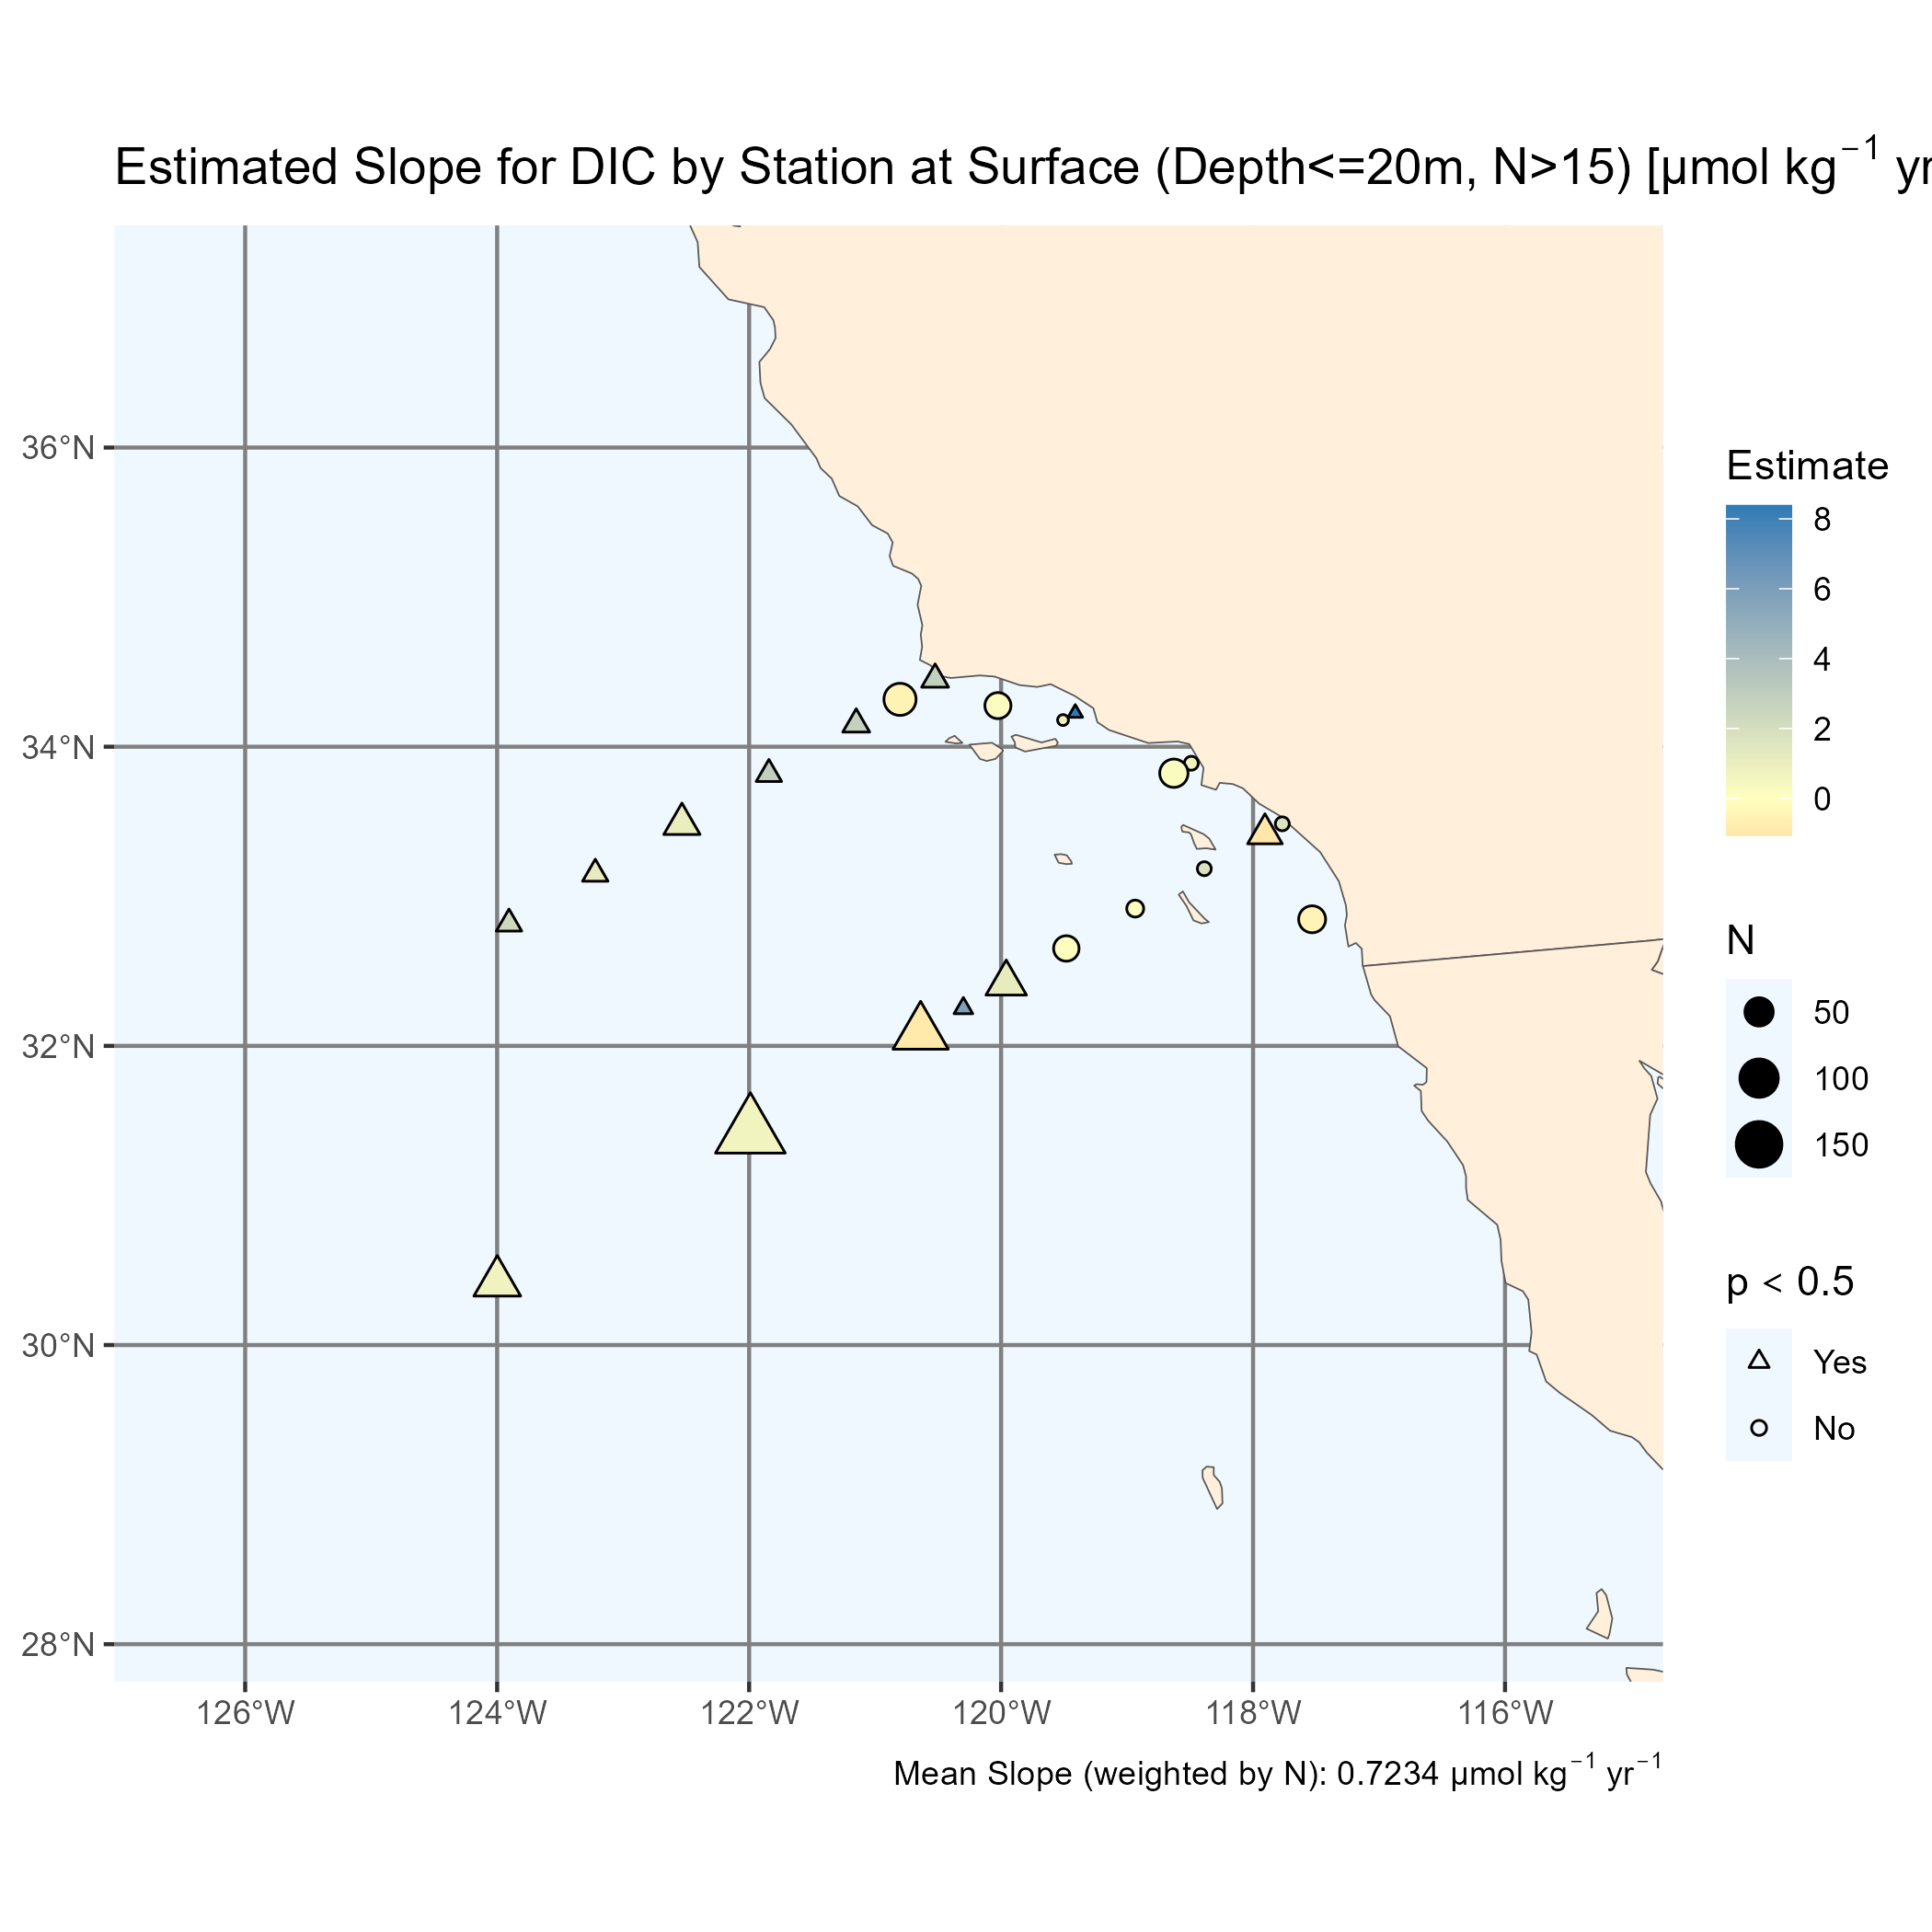 Estimated Slope for DIC by Station at Surface (Depth<=20m, N>15) [μmol kg⁻¹ yr
36°N
34°N
32°N
30°N
28°N
126°W 124°W 122°W 120°W 118°W 116°W
Mean Slope (weighted by N): 0.7234 μmol kg⁻¹ yr⁻¹
Estimate
8
6
4
2
0
N
50
100
150
p < 0.5
Yes
No